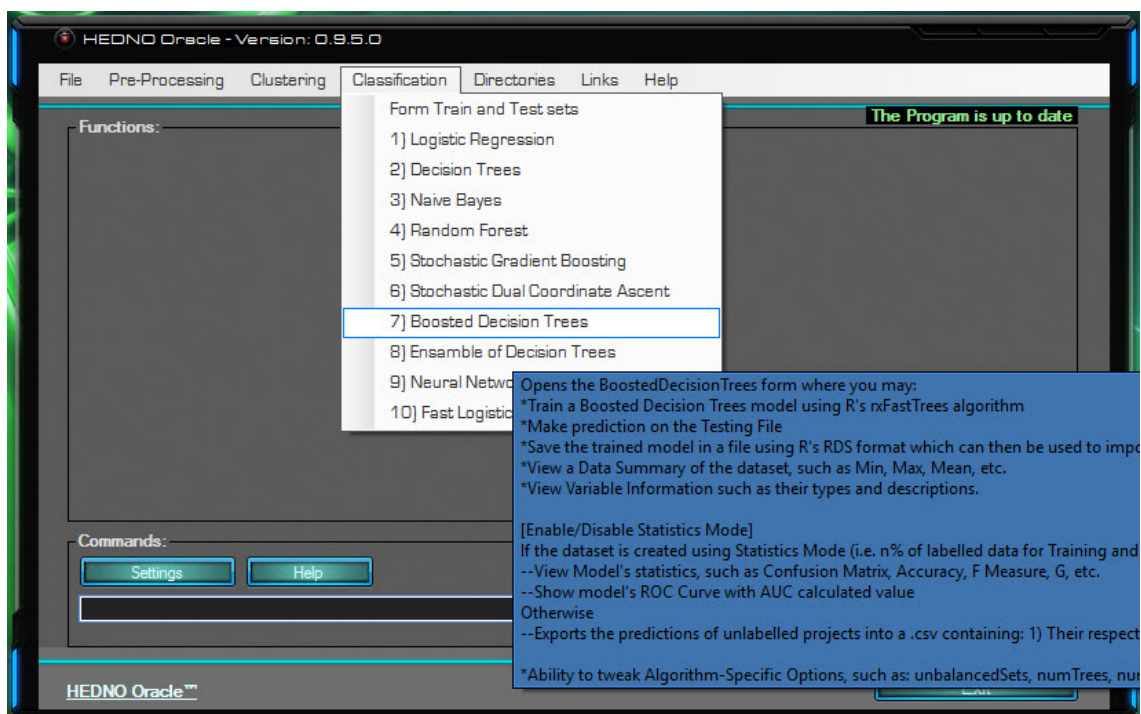 HEDNO Oracle - Version: 0.9.5.0
File Pre-Processing Clustering Classification Directories Links Help
Functions:
The Program is up to date
Form Train and Test sets
1) Logistic Regression
2) Decision Trees
3) Naive Bayes
4) Random Forest
5) Stochastic Gradient Boosting
6) Stochastic Dual Coordinate Ascent
7) Boosted Decision Trees
8) Ensamble of Decision Trees
9) Neural Netwo
10) Fast Logistic
Opens the BoostedDecisionTrees form where you may:
*Train a Boosted Decision Trees model using R's rxFastTrees algorithm
*Make prediction on the Testing File
*Save the trained model in a file using R's RDS format which can then be used to impo
*View a Data Summary of the dataset, such as Min, Max, Mean, etc.
*View Variable Information such as their types and descriptions.
[Enable/Disable Statistics Mode]
If the dataset is created using Statistics Mode (i.e. n% of labelled data for Training and
--View Model's statistics, such as Confusion Matrix, Accuracy, F Measure, G, etc.
--Show model's ROC Curve with AUC calculated value
Otherwise
--Exports the predictions of unlabelled projects into a .csv containing: 1) Their respect
*Ability to tweak Algorithm-Specific Options, such as: unbalancedSets, numTrees, nu
Commands:
Settings Help
HEDNO Oracle™
Exit